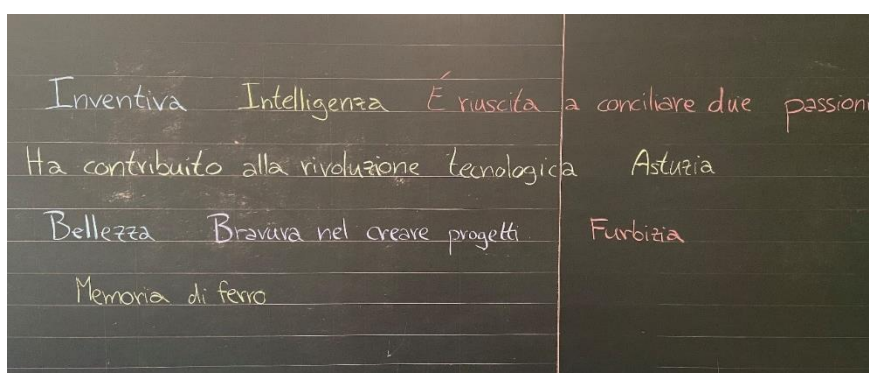 Inventiva Intelligenza É riuscita a conciliare due passioni
Ha contribuito alla rivoluzione tecnologica Astuzia
Bellezza Bravura nel creare progetti Furbizia
Memoria di ferro